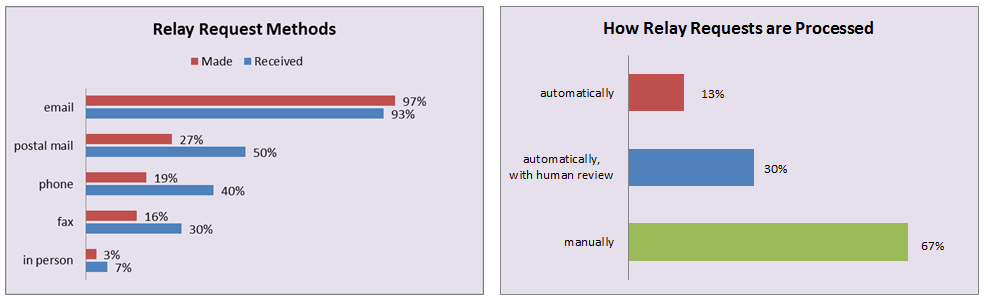 Relay Request Methods
Made Received
email 97%
93%
postal mail 27%
50%
phone 19%
40%
fax 16%
30%
in person 3%
7%
How Relay Requests are Processed
automatically 13%
automatically,
with human review 30%
manually 67%